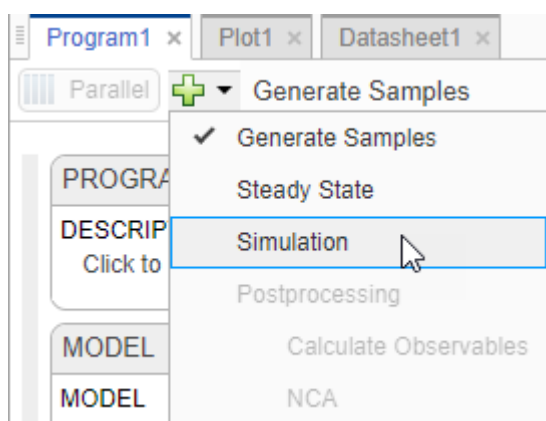 Program1 × Plot1 × Datasheet1 ×
Parallel Generate Samples
Generate Samples
PROGRA
Steady State
DESCRIP
Simulation
Click to
Postprocessing
MODEL
Calculate Observables
MODEL
NCA